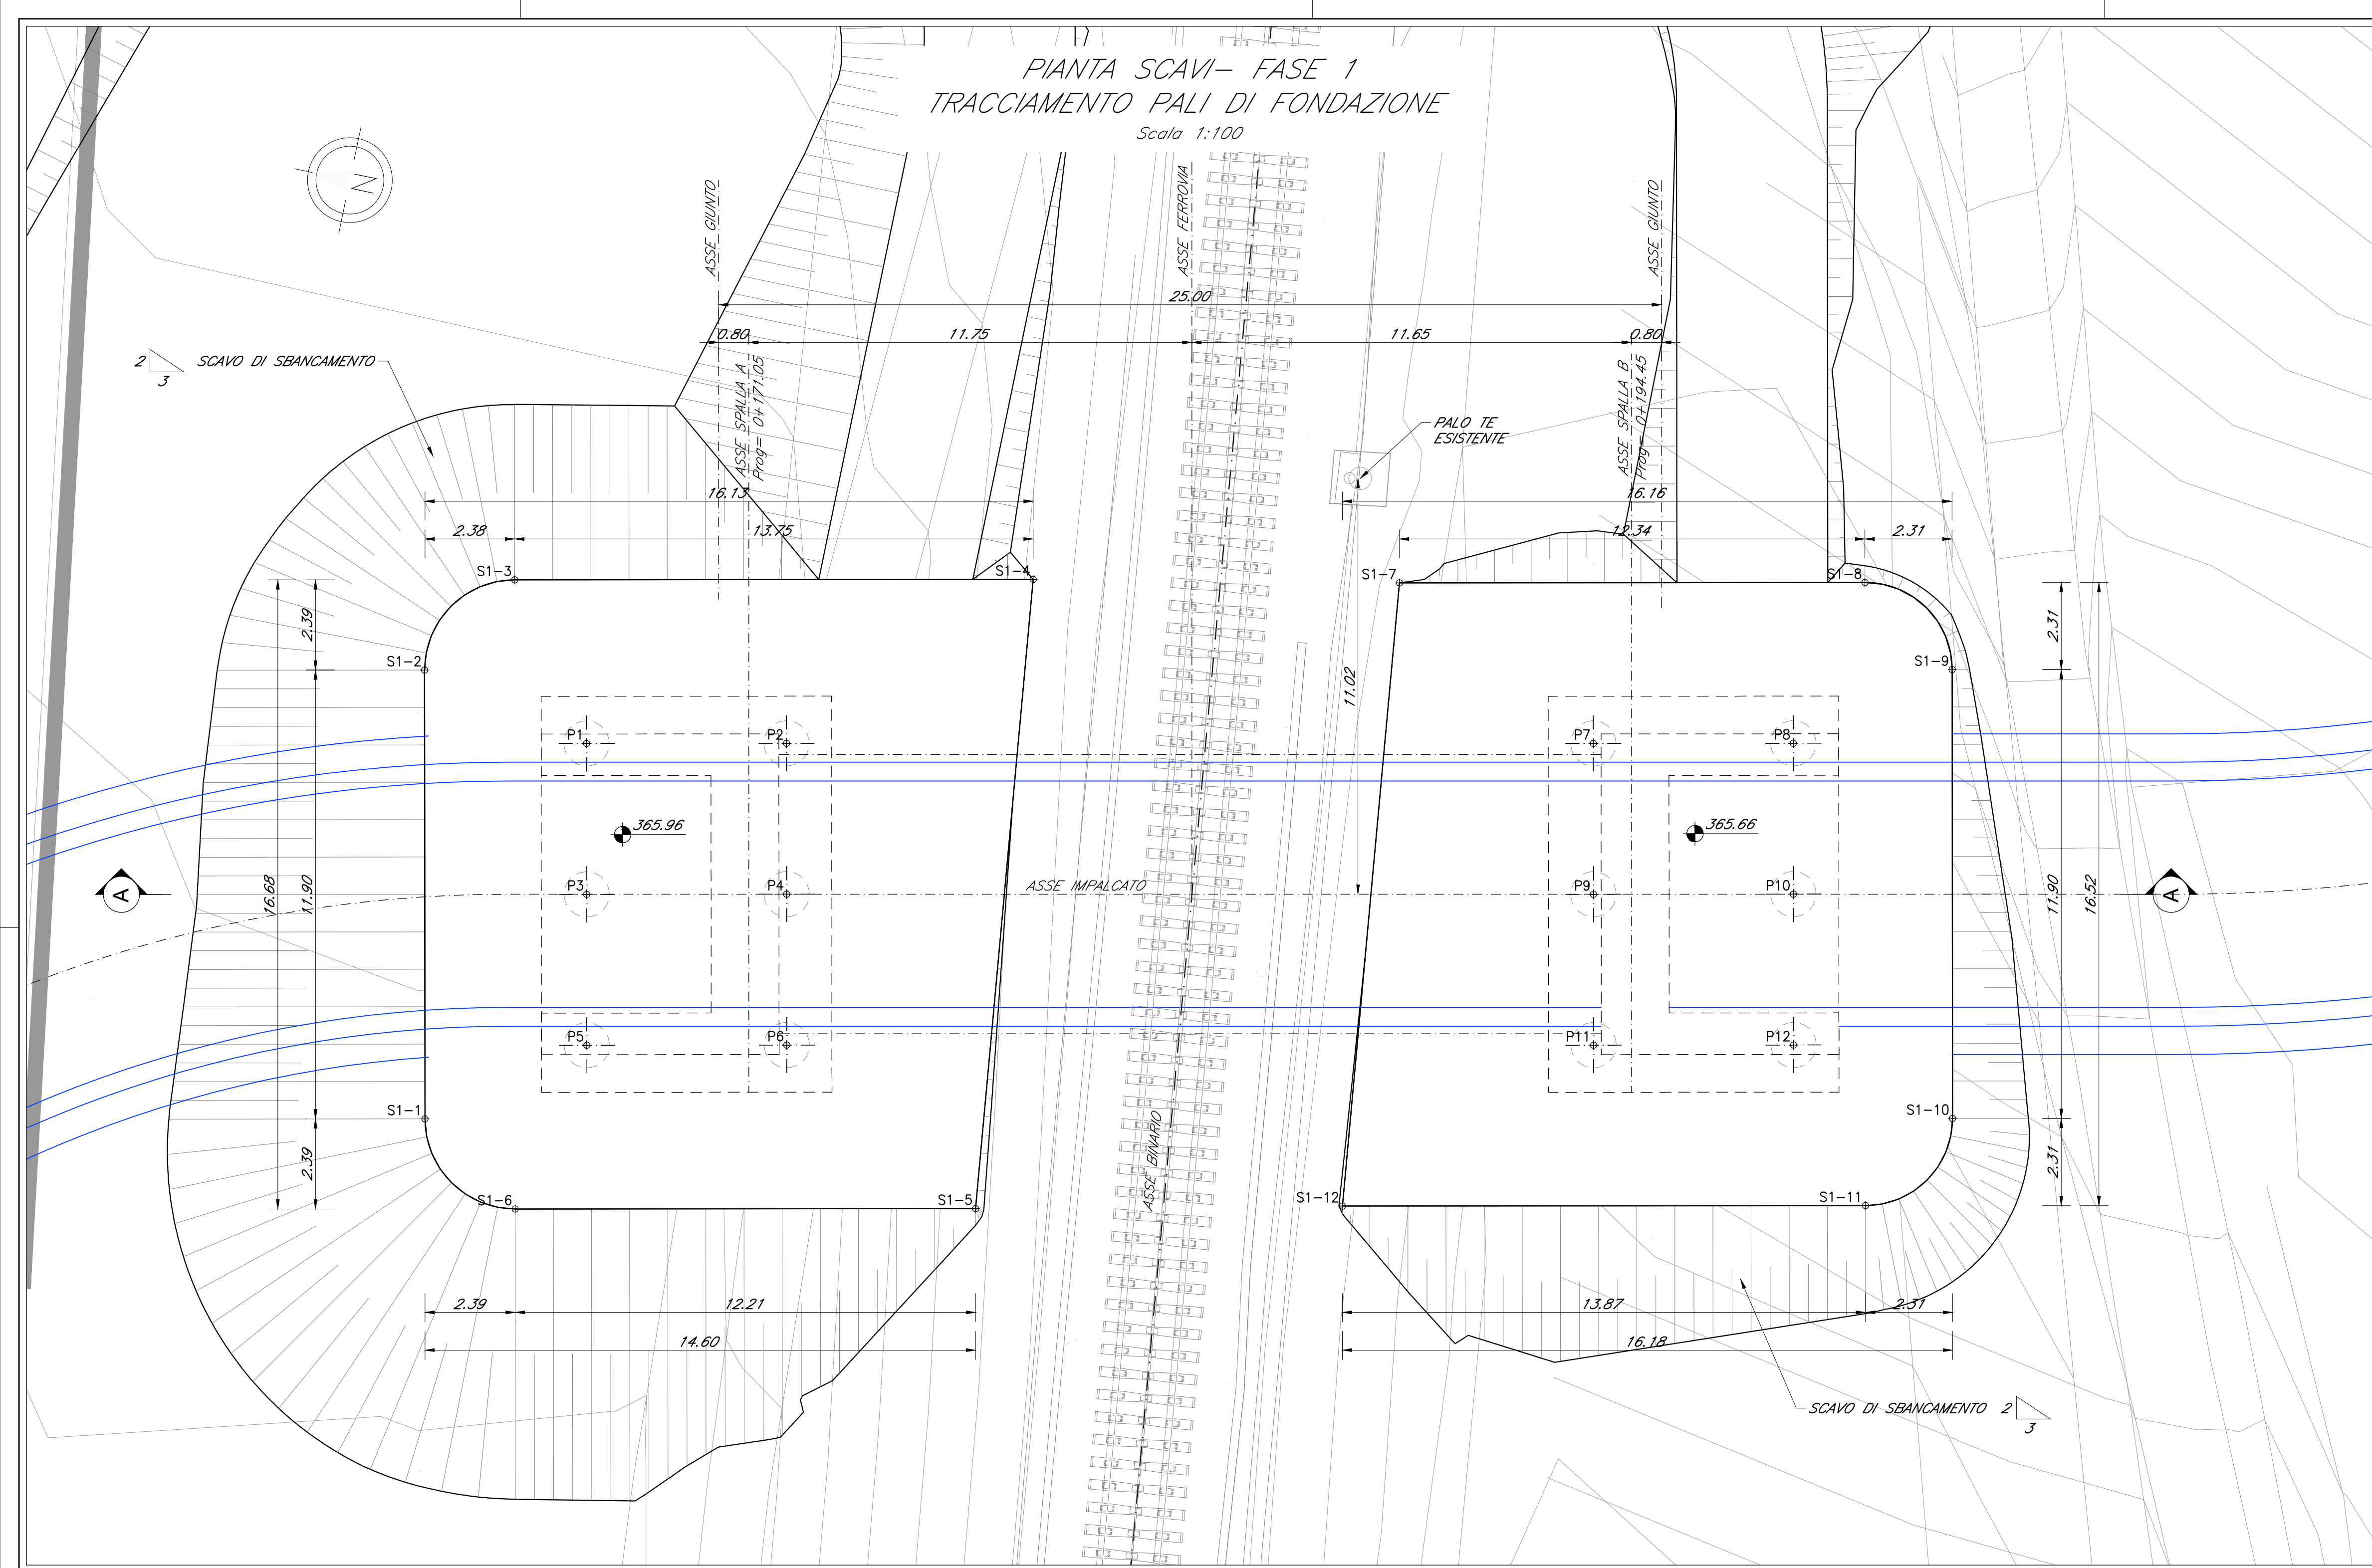 PIANTA SCAVI- FASE 1
TRACCIAMENTO PALI DI FONDAZIONE
Scala 1:100
N
ASSE GIUNTO
ASSE FERROVIA
ASSE GIUNTO
25.00
0.80
11.75
11.65
0.80
2
3
SCAVO DI SBANCAMENTO
ASSE SPALLA A
Prog= 0+171.05
ASSE SPALLA B
Prog= 0+194.45
PALO TE
ESISTENTE
16.13
16.16
2.38
13.75
12.34
2.31
S1-3
S1-4
S1-7
S1-8
2.39
2.31
S1-2
S1-9
11.02
P1
P2
P7
P8
365.96
365.66
A
16.68
11.90
P3
P4
ASSE IMPALCATO
P9
P10
11.90
16.52
A
P5
P6
P11
P12
S1-1
S1-10
ASSE BINARIO
2.39
2.31
S1-6
S1-5
S1-12
S1-11
2.39
12.21
13.87
2.31
14.60
16.18
SCAVO DI SBANCAMENTO
2
3